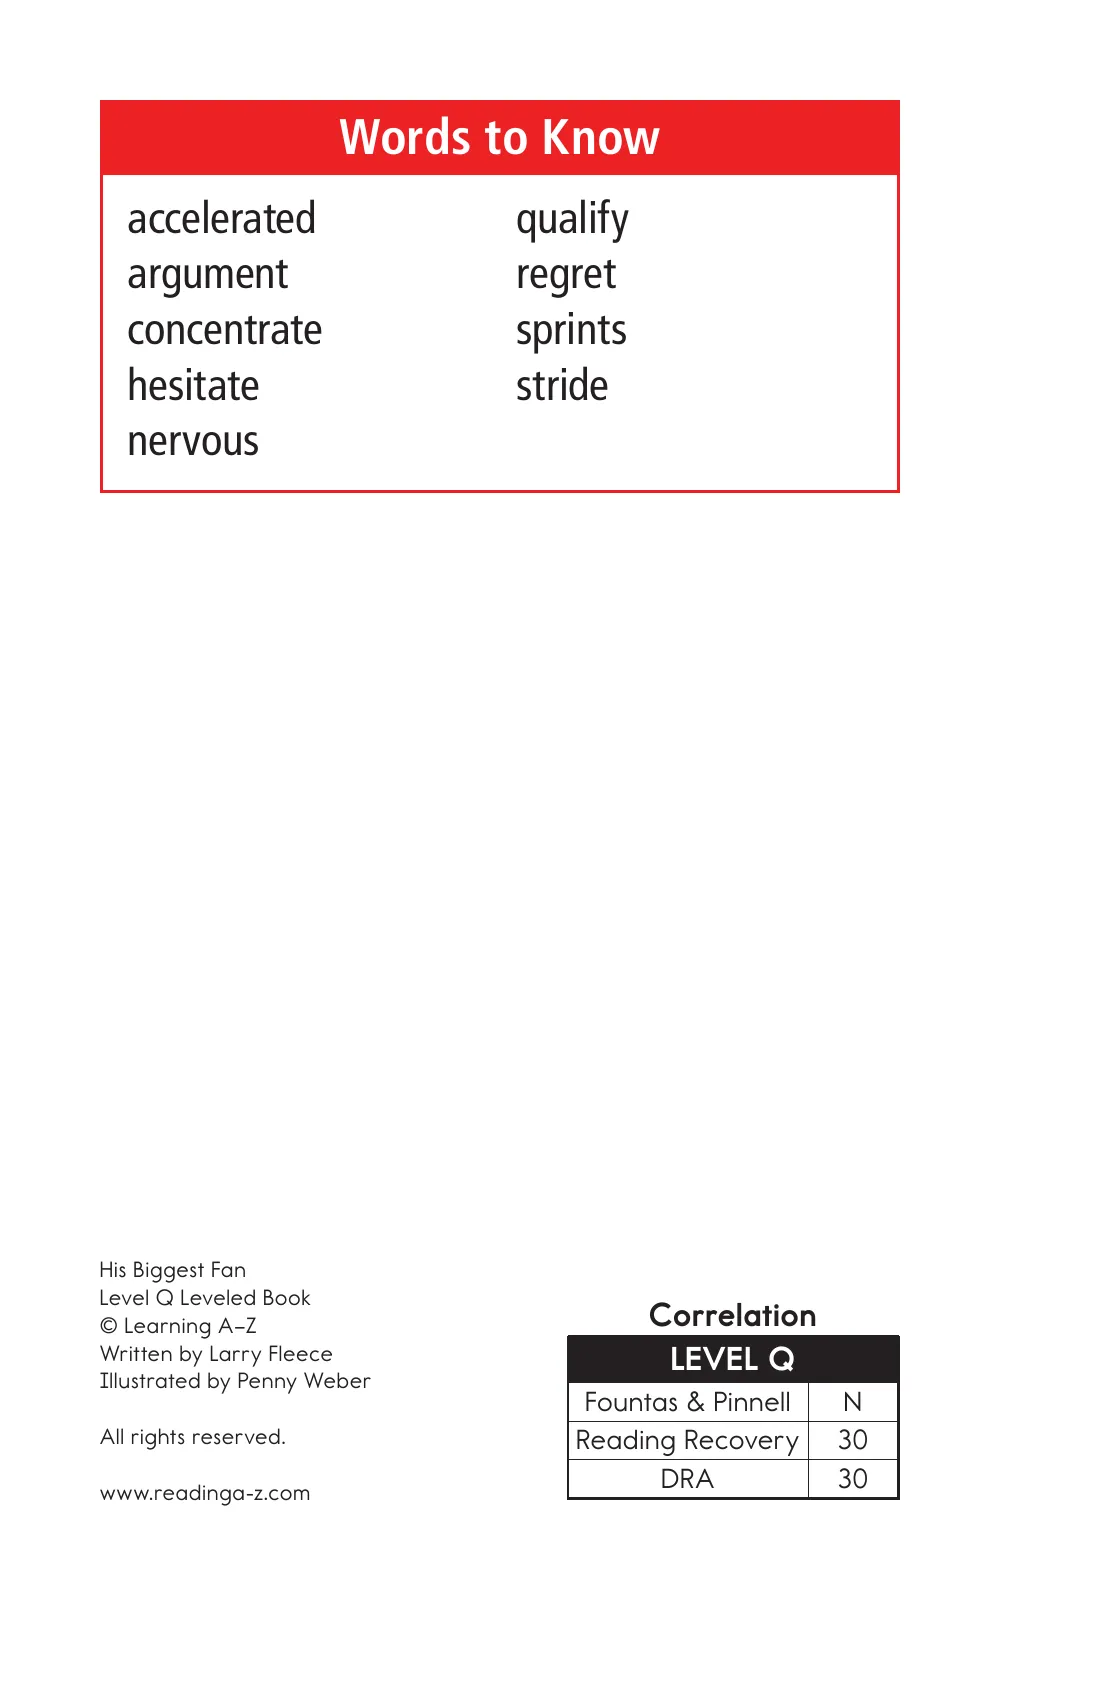 Words to Know
accelerated
argument
concentrate
hesitate
nervous
qualify
regret
sprints
stride
His Biggest Fan
Level Q Leveled Book
© Learning A–Z
Written by Larry Fleece
Illustrated by Penny Weber
All rights reserved.
www.readinga-z.com
Correlation
LEVEL Q
Fountas & Pinnell N
Reading Recovery 30
DRA 30